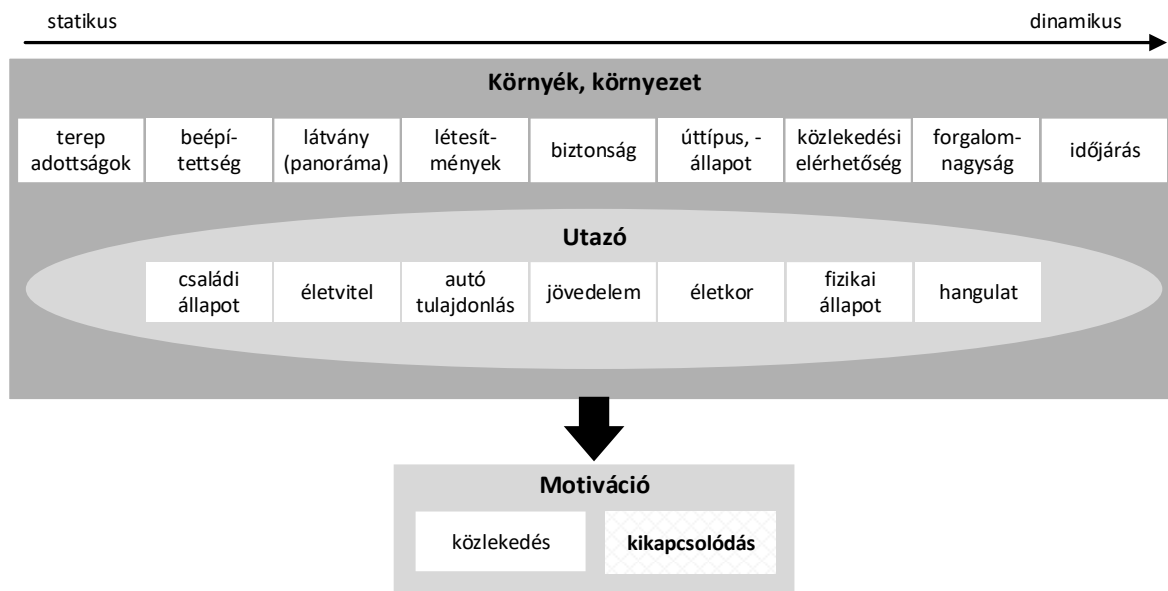 statikus dinamikus
Környék, környezet
terep
adottságok
beépí-
tettség
látvány
(panoráma)
létesít-
mények
biztonság
úttípus, -
állapot
közlekedési
elérhetőség
forgalom-
nagyság
időjárás
Utazó
családi
állapot
életvitel
autó
tulajdonlás
jövedelem
életkor
fizikai
állapot
hangulat
Motiváció
közlekedés
kikapcsolódás